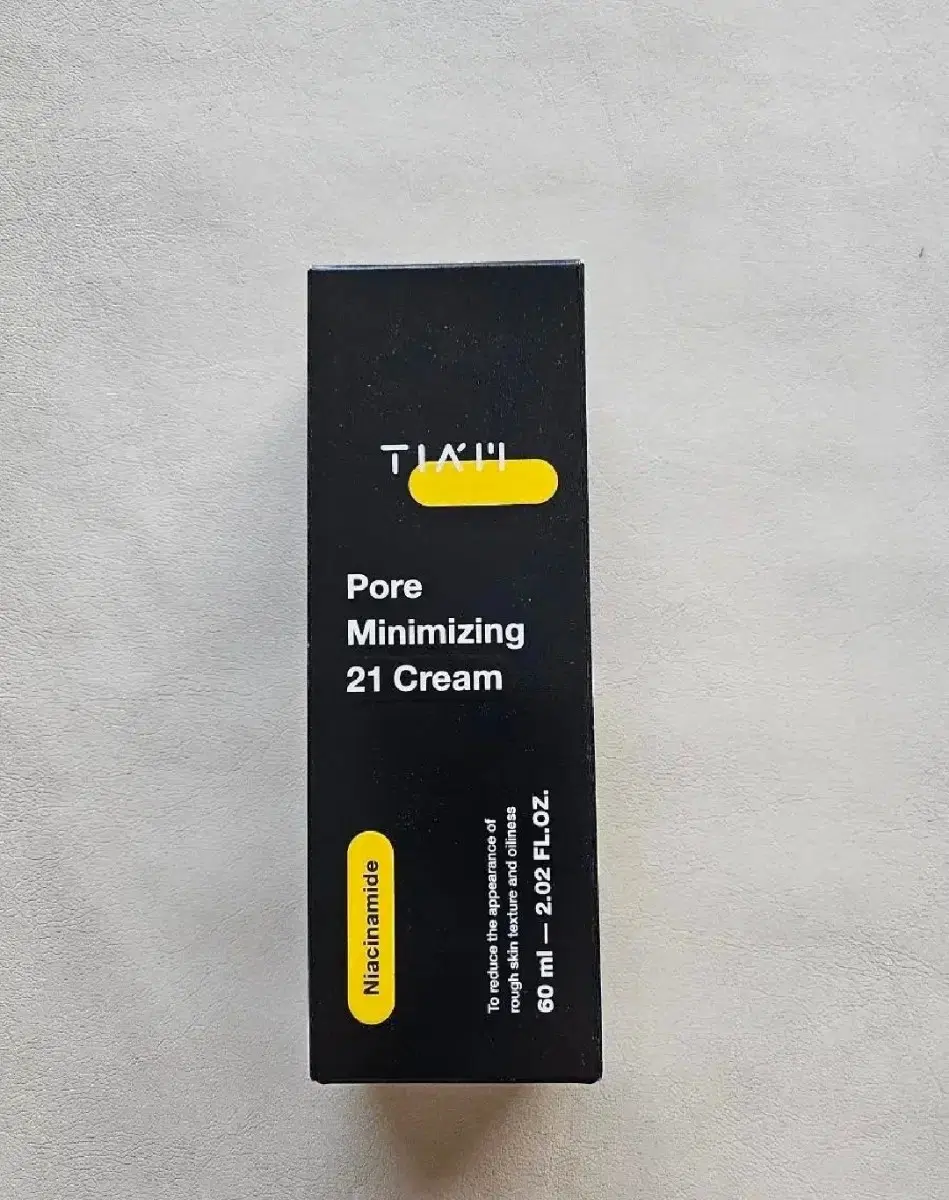 TIA'M
Pore
Minimizing
21 Cream
Niacinamide
To reduce the appearance of
rough skin texture and oiliness
60 ml — 2.02 FL.OZ.